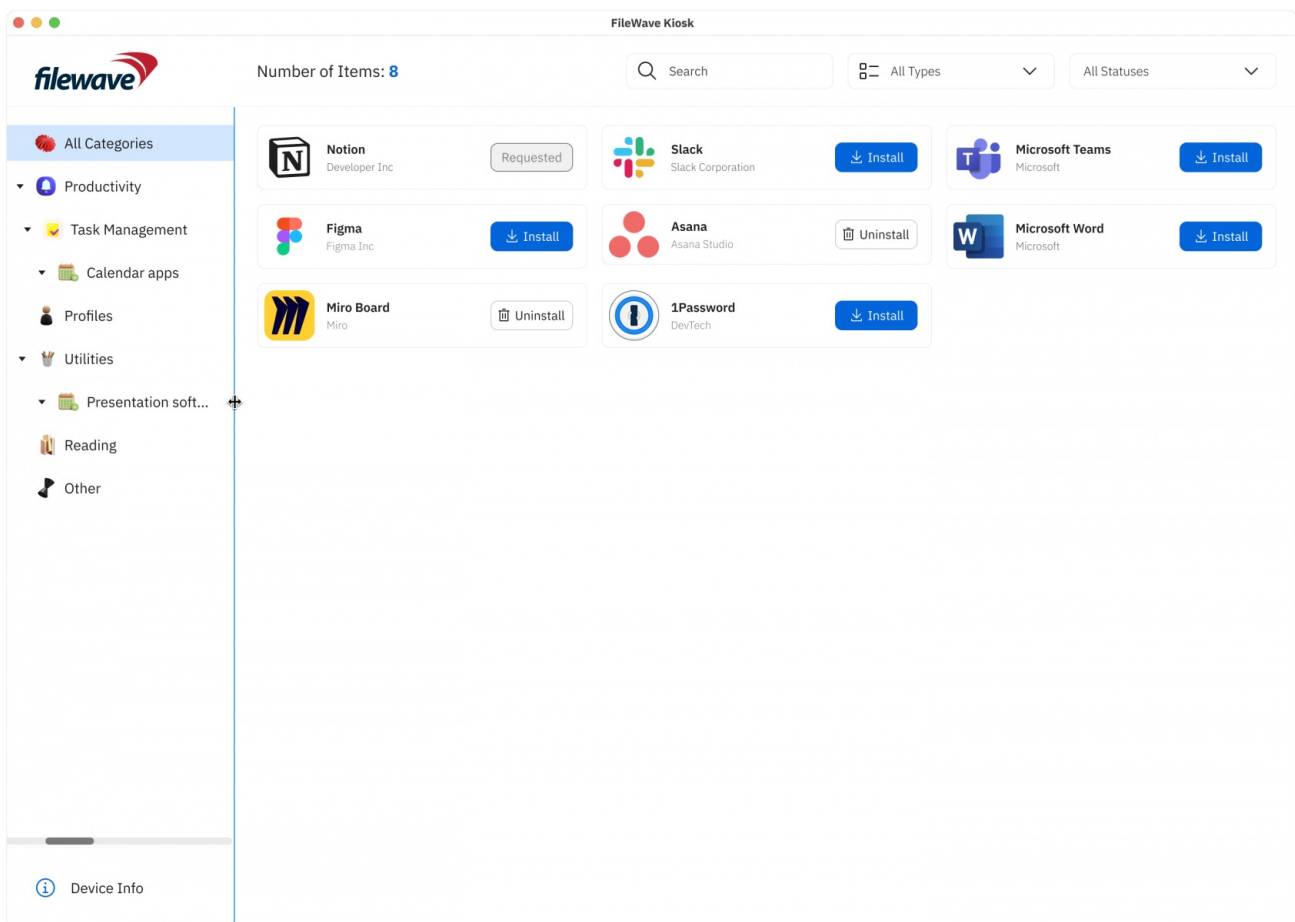 FileWave Kiosk
filewave
Number of Items: 8
Search
All Types
All Statuses
All Categories
Productivity
Task Management
Calendar apps
Profiles
Utilities
Presentation soft...
Reading
Other
Device Info
Notion
Developer Inc
Requested
Slack
Slack Corporation
Install
Microsoft Teams
Microsoft
Install
Figma
Figma Inc
Install
Asana
Asana Studio
Uninstall
Microsoft Word
Microsoft
Install
Miro Board
Miro
Uninstall
1Password
DevTech
Install